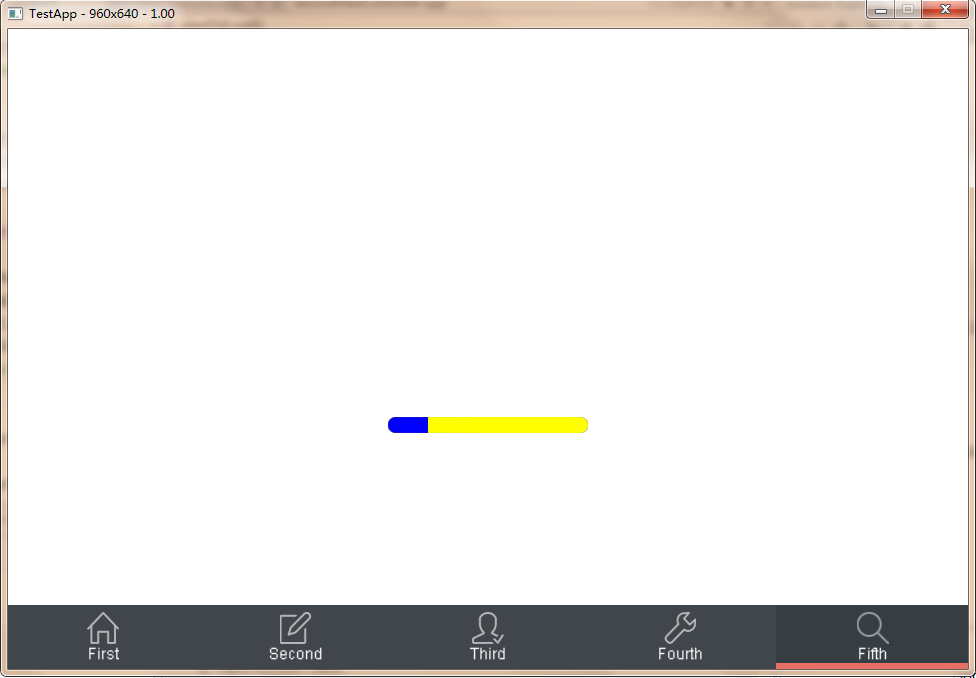 TestApp - 960x640 - 1.00
First
Second
Third
Fourth
Fifth